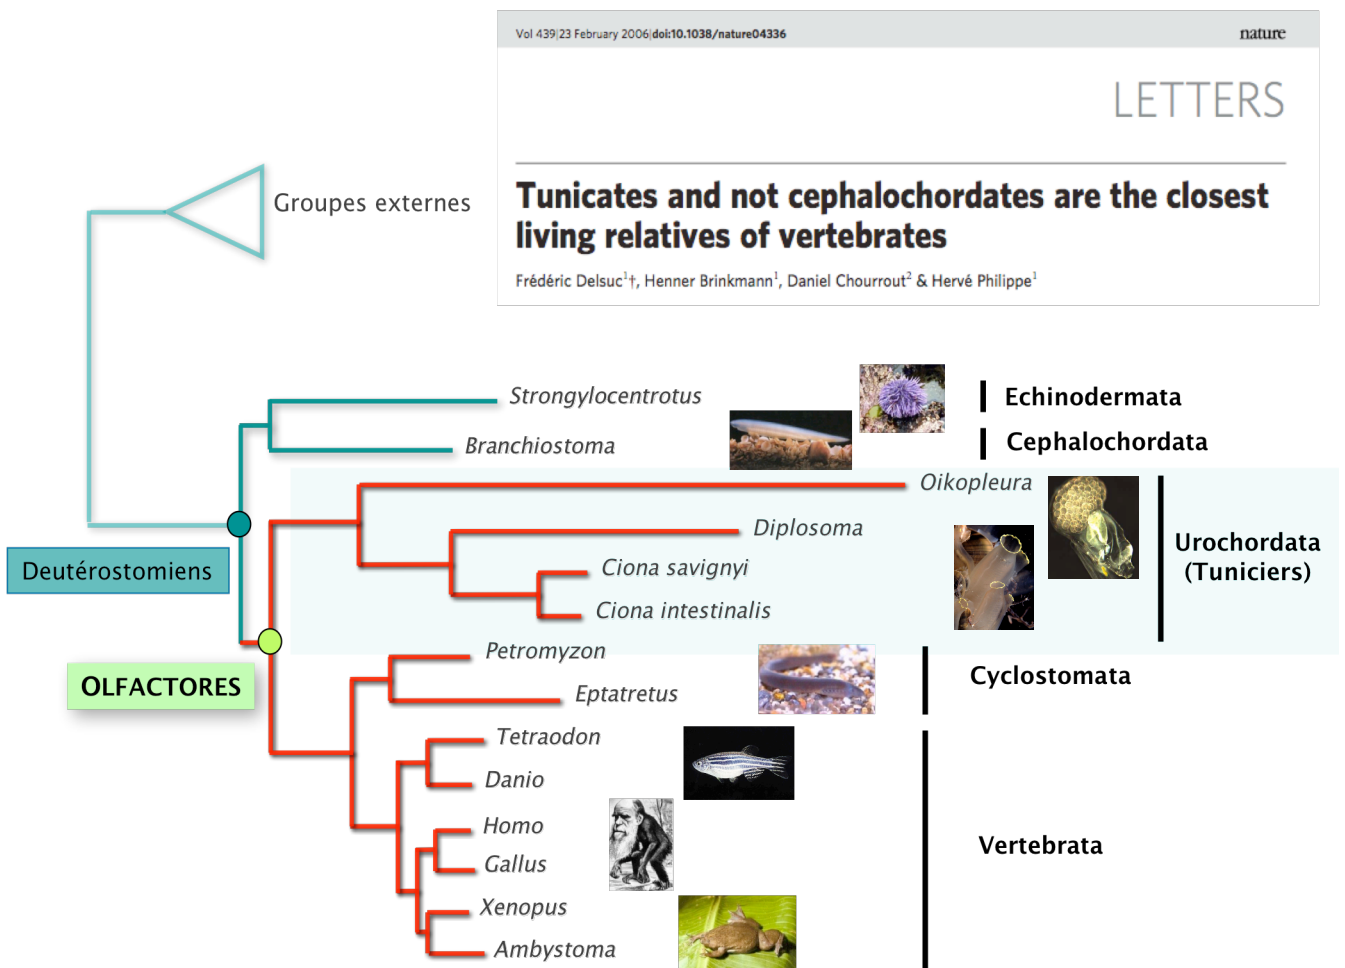 Vol 439|23 February 2006|doi:10.1038/nature04336
nature
LETTERS
Tunicates and not cephalochordates are the closest
living relatives of vertebrates
Frédéric Delsuc¹†, Henner Brinkmann¹, Daniel Chourrout² & Hervé Philippe¹
Groupes externes
Strongylocentrotus
Echinodermata
Branchiostoma
Cephalochordata
Oikopleura
Diplosoma
Urochordata
(Tuniciers)
Deutérostomiens
Ciona savignyi
Ciona intestinalis
Petromyzon
Cyclostomata
OLFACTORES
Eptatretus
Tetraodon
Danio
Homo
Vertebrata
Gallus
Xenopus
Ambystoma